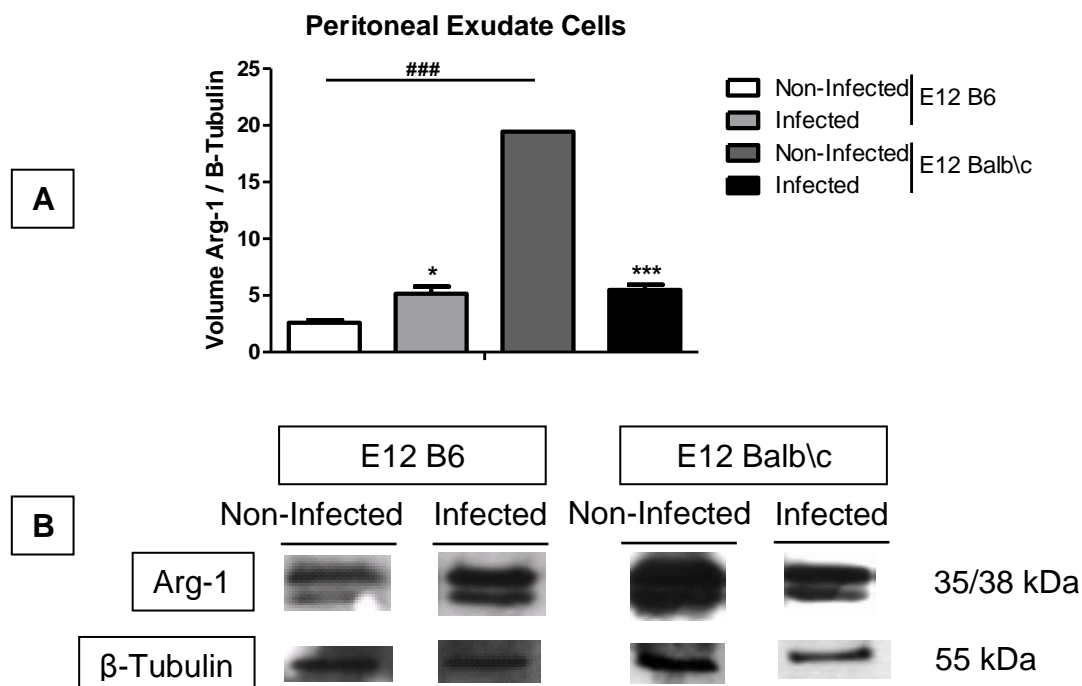 Peritoneal Exudate Cells
A
Volume Arg-1 / B-Tubulin
25
20
15
10
5
0
###
*
***
Non-Infected
Infected
E12 B6
Non-Infected
Infected
E12 Balb\c
B
E12 B6
E12 Balb\c
Non-Infected Infected Non-Infected Infected
Arg-1
35/38 kDa
β-Tubulin
55 kDa